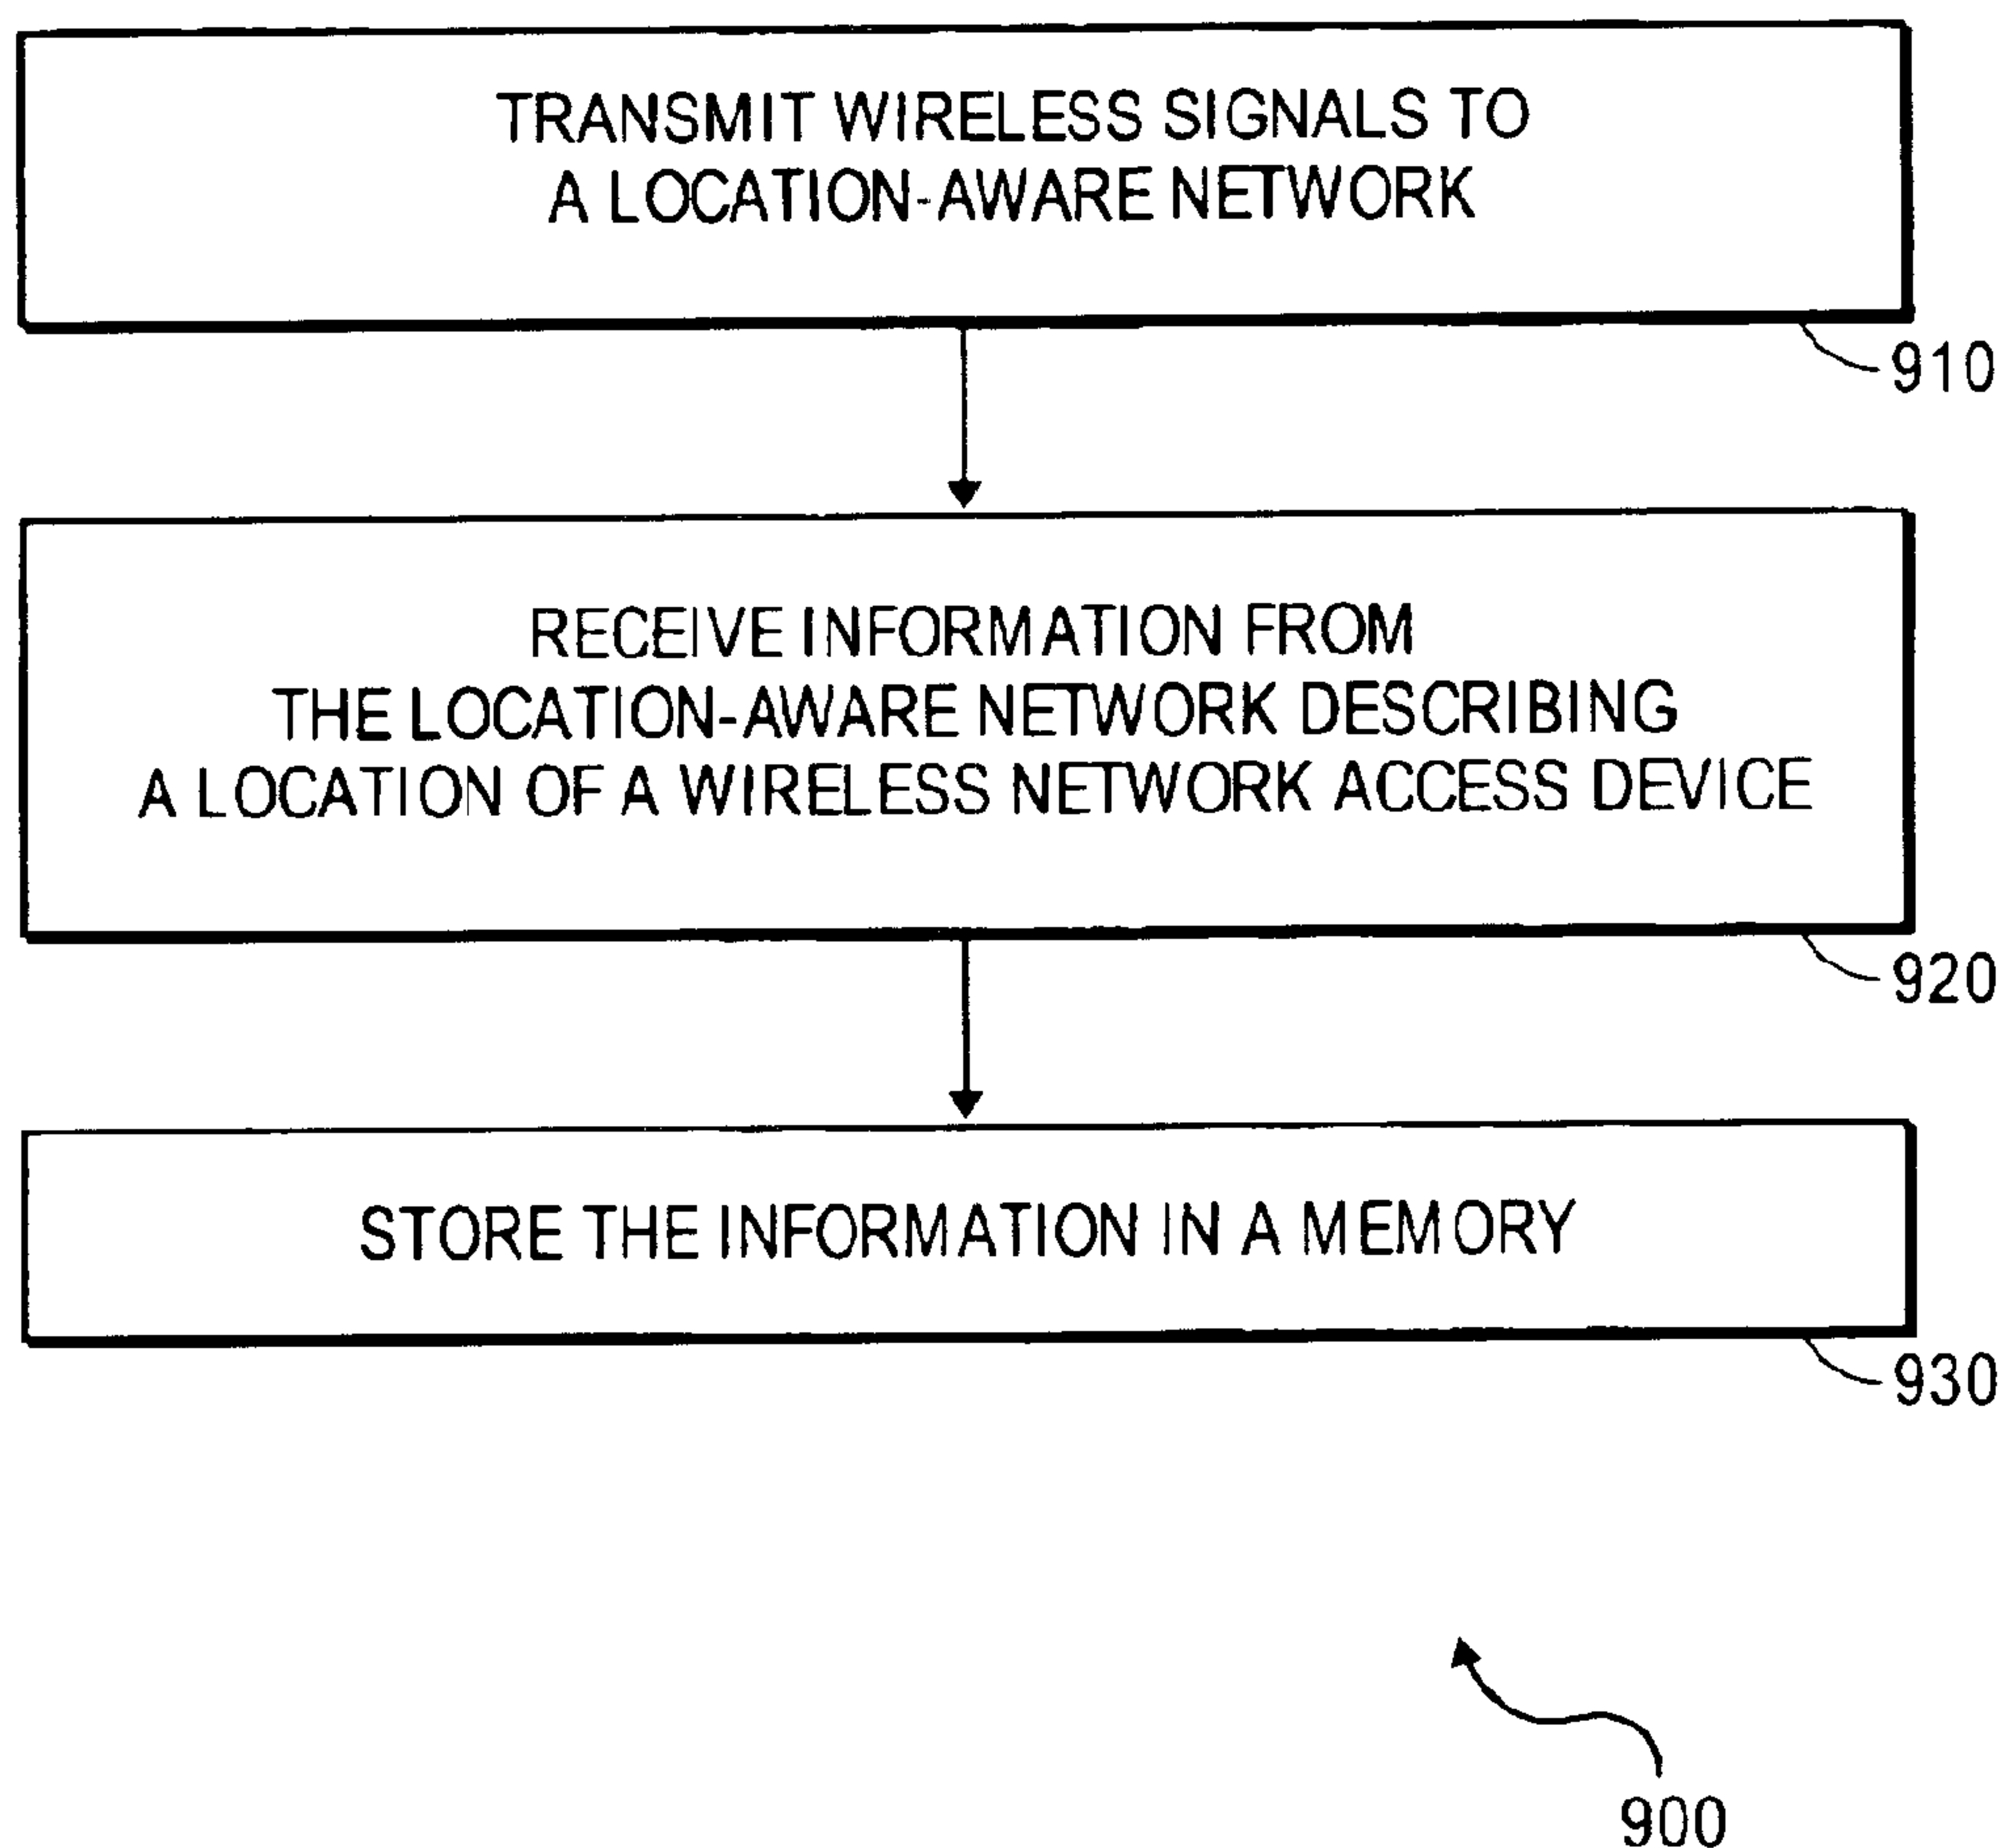 TRANSMIT WIRELESS SIGNALS TO
A LOCATION-AWARE NETWORK
910
RECEIVE INFORMATION FROM
THE LOCATION-AWARE NETWORK DESCRIBING
A LOCATION OF A WIRELESS NETWORK ACCESS DEVICE
920
STORE THE INFORMATION IN A MEMORY
930
900